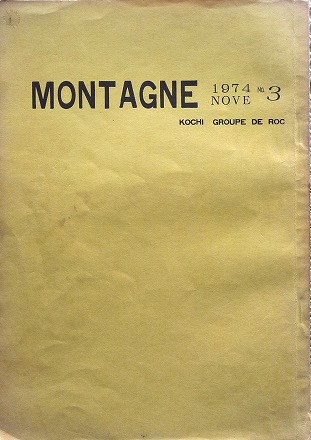 MONTAGNE 1974 NOVE No. 3
KOCHI GROUPE DE ROC